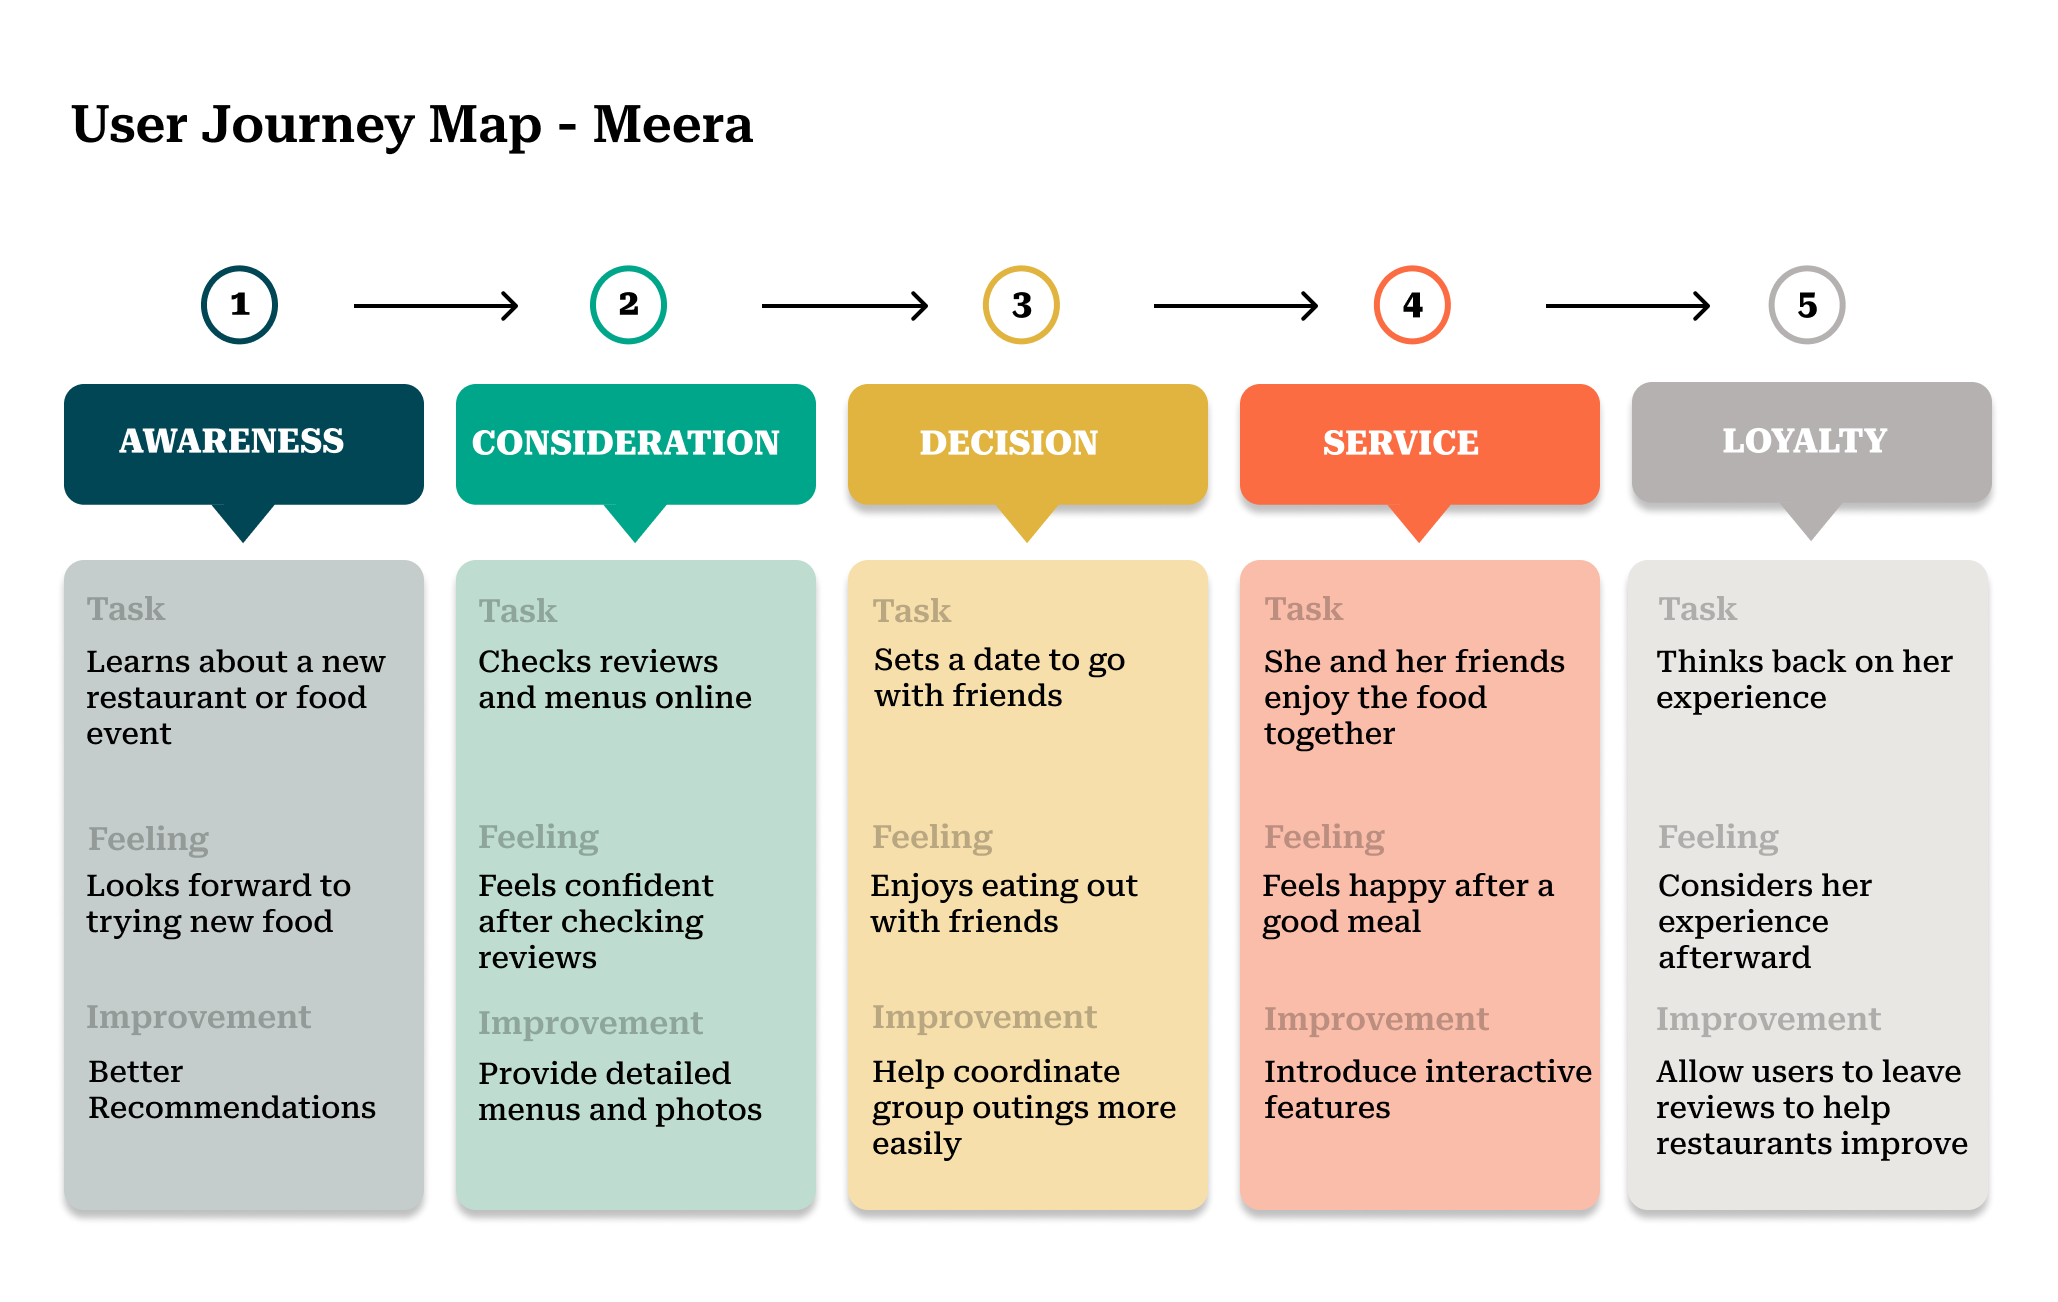 User Journey Map - Meera
1
2
3
4
5
AWARENESS
CONSIDERATION
DECISION
SERVICE
LOYALTY
Task
Learns about a new
restaurant or food
event
Feeling
Looks forward to
trying new food
Improvement
Better
Recommendations
Task
Checks reviews
and menus online
Feeling
Feels confident
after checking
reviews
Improvement
Provide detailed
menus and photos
Task
Sets a date to go
with friends
Feeling
Enjoys eating out
with friends
Improvement
Help coordinate
group outings more
easily
Task
She and her friends
enjoy the food
together
Feeling
Feels happy after a
good meal
Improvement
Introduce interactive
features
Task
Thinks back on her
experience
Feeling
Considers her
experience
afterward
Improvement
Allow users to leave
reviews to help
restaurants improve